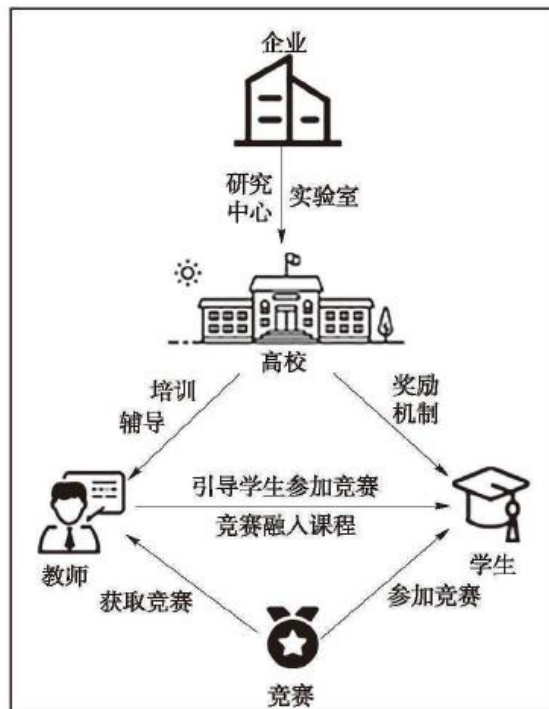 企业
研究
中心
实验室
高校
培训
辅导
奖励
机制
引导学生参加竞赛
竞赛融入课程
教师
学生
获取竞赛
参加竞赛
竞赛